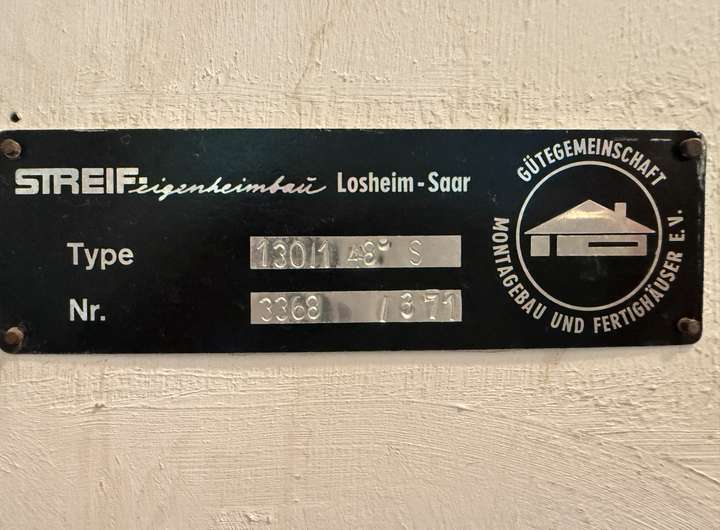 STREIF-eigenheimbau Losheim-Saar
Type 130/1 48° S
Nr. 3368 / 3 71
GÜTEGEMEINSCHAFT
MONTAGEBAU UND FERTIGHÄUSER E.V.